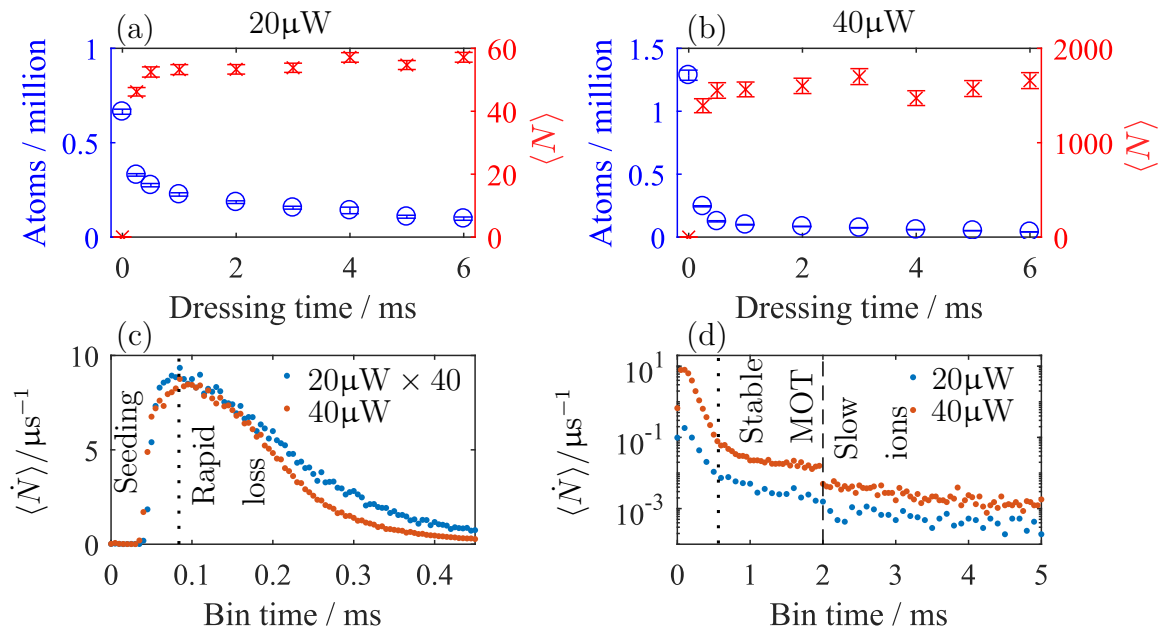 (a) 20μW
Atoms / million
1
0.5
0
0 2 4 6
60
40
20
0
⟨N⟩
Dressing time / ms
(b) 40μW
Atoms / million
1.5
1
0.5
0
0 2 4 6
2000
1000
0
⟨N⟩
Dressing time / ms
(c)
⟨Ṅ⟩/μs⁻¹
10
5
0
Seeding
Rapid
loss
20μW × 40
40μW
0 0.1 0.2 0.3 0.4
Bin time / ms
(d)
⟨Ṅ⟩/μs⁻¹
10¹
10⁻¹
10⁻³
Stable
MOT
Slow
ions
20μW
40μW
0 1 2 3 4 5
Bin time / ms